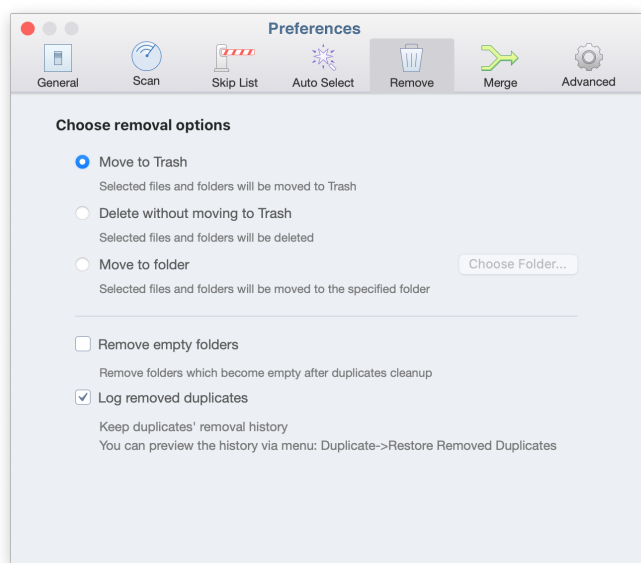 Preferences
General
Scan
Skip List
Auto Select
Remove
Merge
Advanced
Choose removal options
Move to Trash
Selected files and folders will be moved to Trash
Delete without moving to Trash
Selected files and folders will be deleted
Move to folder
Choose Folder...
Selected files and folders will be moved to the specified folder
Remove empty folders
Remove folders which become empty after duplicates cleanup
Log removed duplicates
Keep duplicates' removal history
You can preview the history via menu: Duplicate->Restore Removed Duplicates